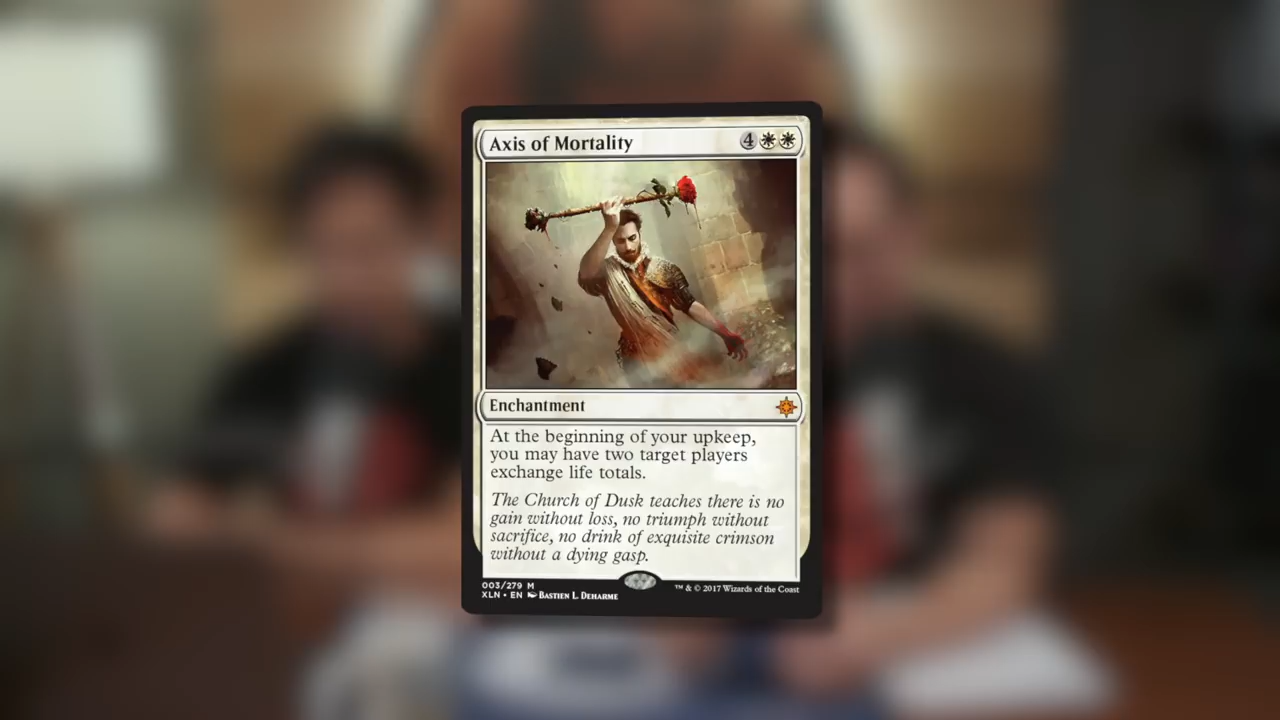 Axis of Mortality
4
Enchantment
At the beginning of your upkeep,
you may have two target players
exchange life totals.
The Church of Dusk teaches there is no
gain without loss, no triumph without
sacrifice, no drink of exquisite crimson
without a dying gasp.
003/279 M
XLN • EN Bastien L. Deharme
™ & © 2017 Wizards of the Coast